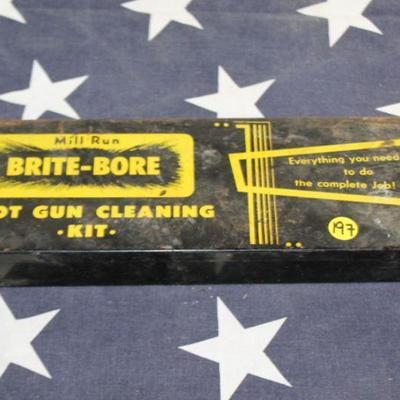 Mill Run
BRITE-BORE
OT GUN CLEANING
·KIT·
Everything you need
to do
the complete Job!
197